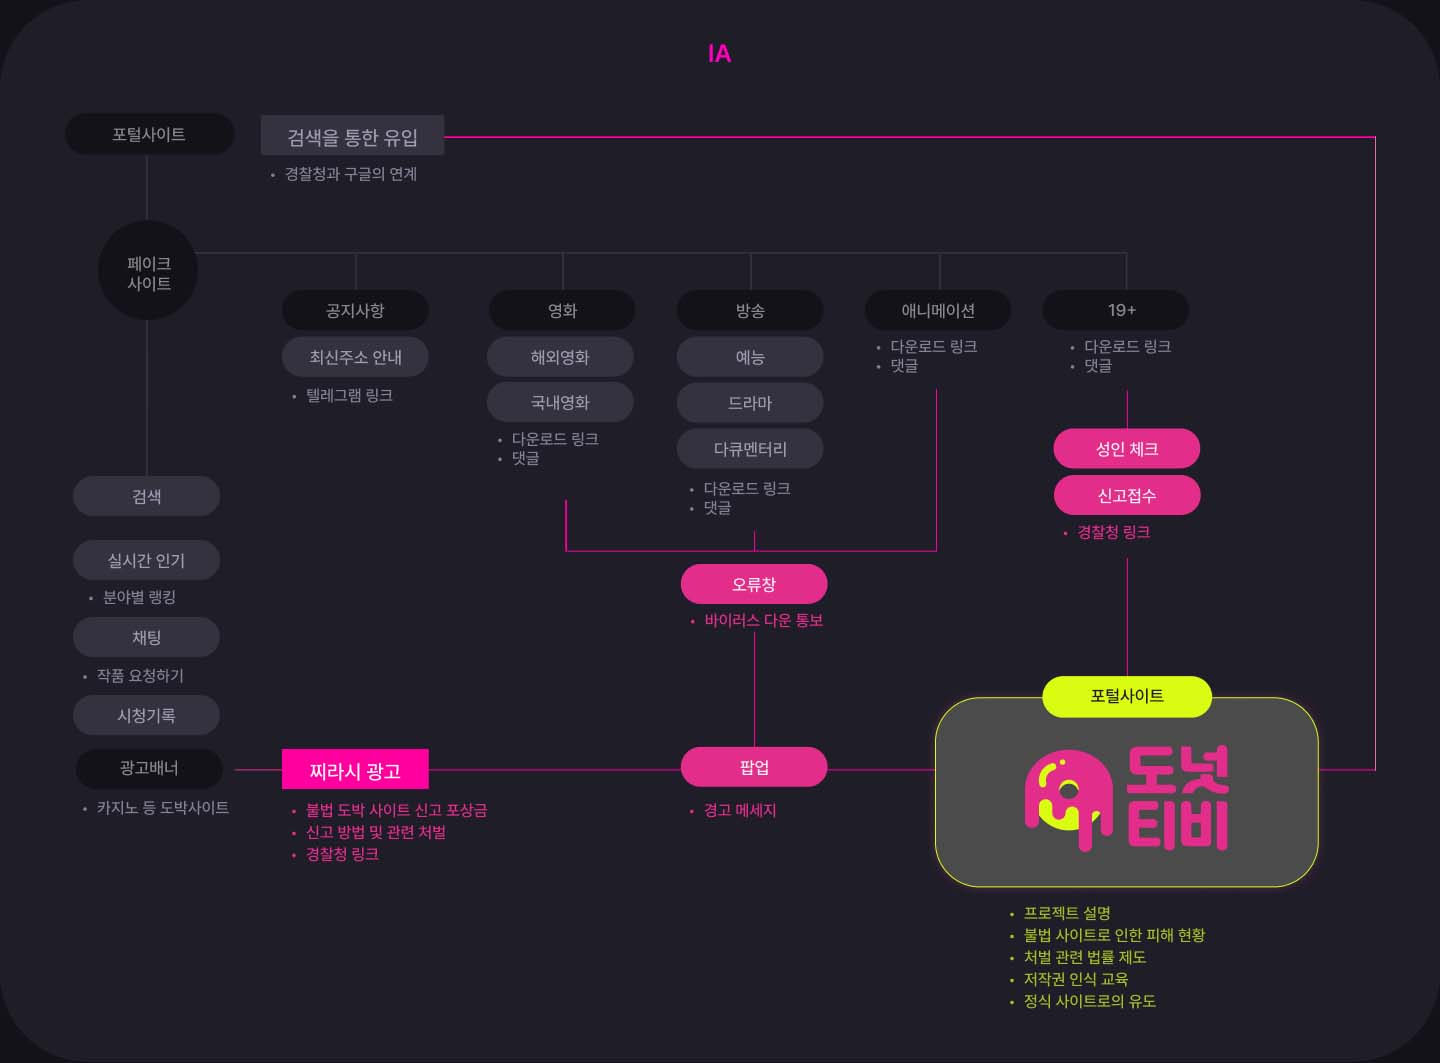 IA
포털사이트
검색을 통한 유입
• 경찰청과 구글의 연계
페이크
사이트
공지사항
최신주소 안내
• 텔레그램 링크
영화
해외영화
국내영화
• 다운로드 링크
• 댓글
방송
예능
드라마
다큐멘터리
• 다운로드 링크
• 댓글
애니메이션
• 다운로드 링크
• 댓글
19+
• 다운로드 링크
• 댓글
성인 체크
신고접수
• 경찰청 링크
검색
실시간 인기
• 분야별 랭킹
채팅
• 작품 요청하기
시청기록
광고배너
• 카지노 등 도박사이트
찌라시 광고
• 불법 도박 사이트 신고 포상금
• 신고 방법 및 관련 처벌
• 경찰청 링크
오류창
• 바이러스 다운 통보
팝업
• 경고 메세지
포털사이트
도넛
티비
• 프로젝트 설명
• 불법 사이트로 인한 피해 현황
• 처벌 관련 법률 제도
• 저작권 인식 교육
• 정식 사이트로의 유도